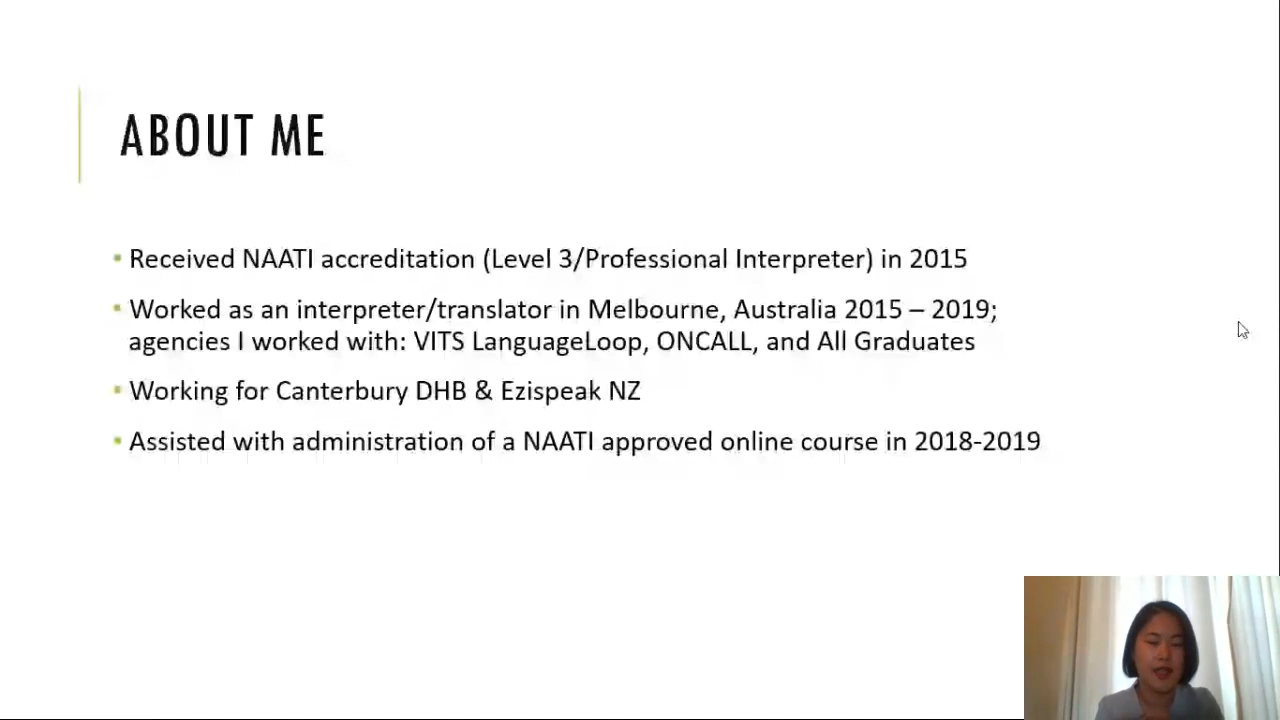 ABOUT ME
▪ Received NAATI accreditation (Level 3/Professional Interpreter) in 2015
▪ Worked as an interpreter/translator in Melbourne, Australia 2015 – 2019;
agencies I worked with: VITS LanguageLoop, ONCALL, and All Graduates
▪ Working for Canterbury DHB & Ezispeak NZ
▪ Assisted with administration of a NAATI approved online course in 2018-2019